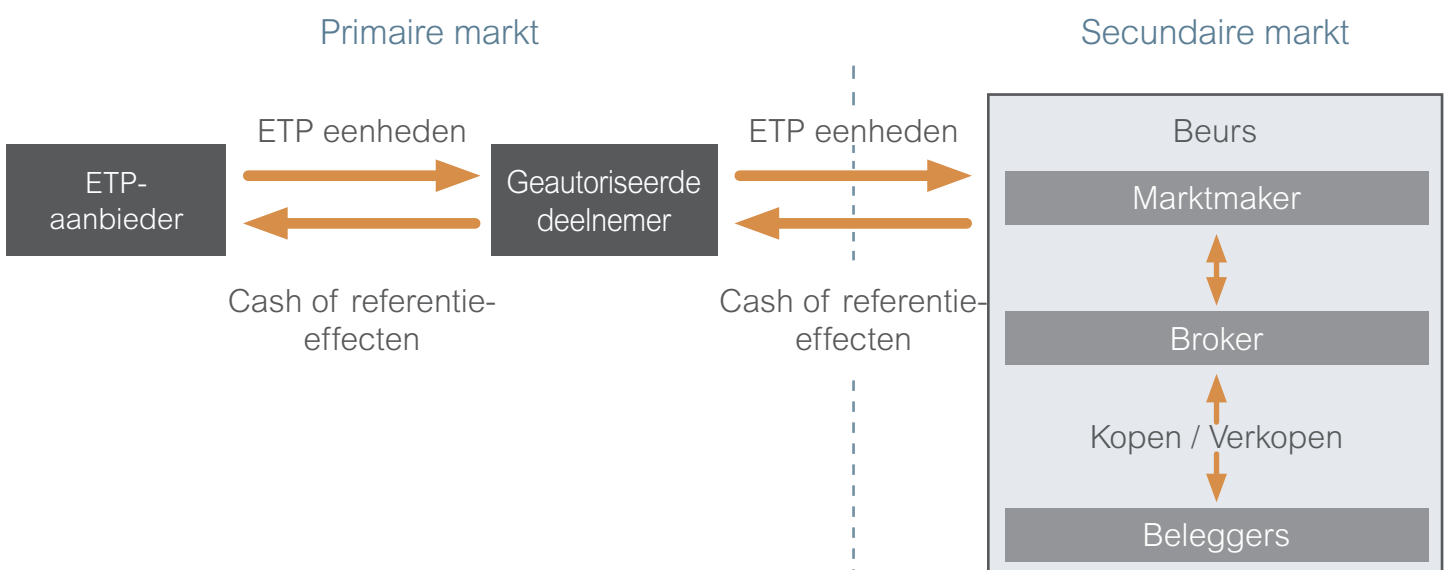 Primaire markt
Secundaire markt
ETP eenheden
ETP eenheden
Beurs
ETP-
aanbieder
Geautoriseerde
deelnemer
Marktmaker
Cash of referentie-
effecten
Cash of referentie-
effecten
Broker
Kopen / Verkopen
Beleggers